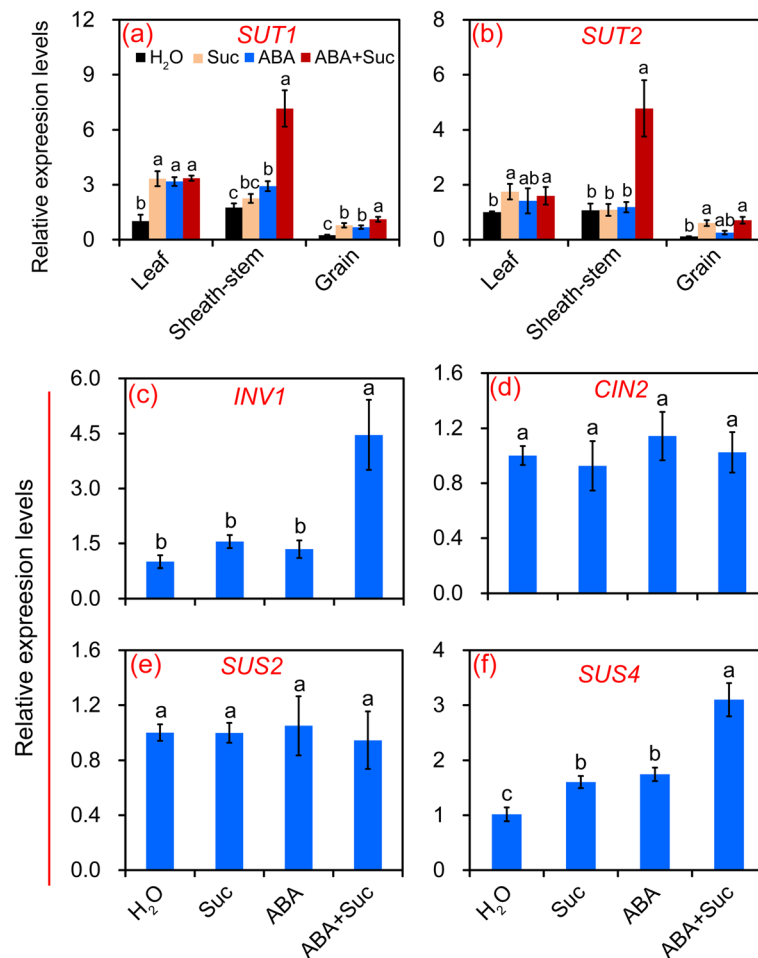 Relative expreesion levels
(a)
SUT1
H₂O Suc ABA ABA+Suc
12
9
6
3
0
b a a a
c bc b a
c b b a
Leaf
Sheath-stem
Grain
(b)
SUT2
8
6
4
2
0
b a ab a
b b b a
b a ab a
Leaf
Sheath-stem
Grain
Relative expreesion levels
(c)
INV1
6.0
4.5
3.0
1.5
0.0
b b b a
(d)
CIN2
1.6
1.2
0.8
0.4
0.0
a a a a
(e)
SUS2
1.6
1.2
0.8
0.4
0.0
a a a a
H₂O
Suc
ABA
ABA+Suc
(f)
SUS4
4
3
2
1
0
c b b a
H₂O
Suc
ABA
ABA+Suc